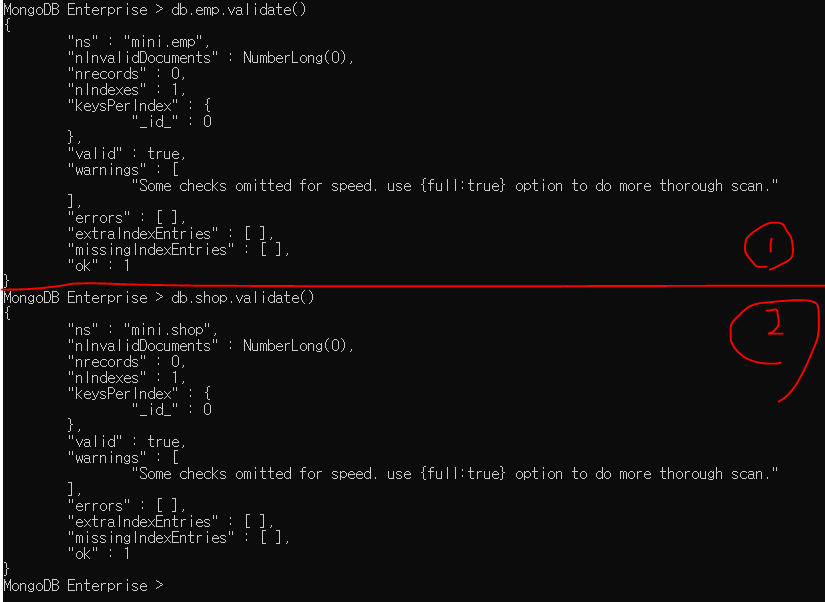 MongoDB Enterprise > db.emp.validate()
{
"ns" : "mini.emp",
"nInvalidDocuments" : NumberLong(0),
"nrecords" : 0,
"nIndexes" : 1,
"keysPerIndex" : {
"_id_" : 0
},
"valid" : true,
"warnings" : [
"Some checks omitted for speed. use {full:true} option to do more thorough scan."
],
"errors" : [ ],
"extraIndexEntries" : [ ],
"missingIndexEntries" : [ ],
"ok" : 1
}
1
MongoDB Enterprise > db.shop.validate()
{
"ns" : "mini.shop",
"nInvalidDocuments" : NumberLong(0),
"nrecords" : 0,
"nIndexes" : 1,
"keysPerIndex" : {
"_id_" : 0
},
"valid" : true,
"warnings" : [
"Some checks omitted for speed. use {full:true} option to do more thorough scan."
],
"errors" : [ ],
"extraIndexEntries" : [ ],
"missingIndexEntries" : [ ],
"ok" : 1
}
2
MongoDB Enterprise >